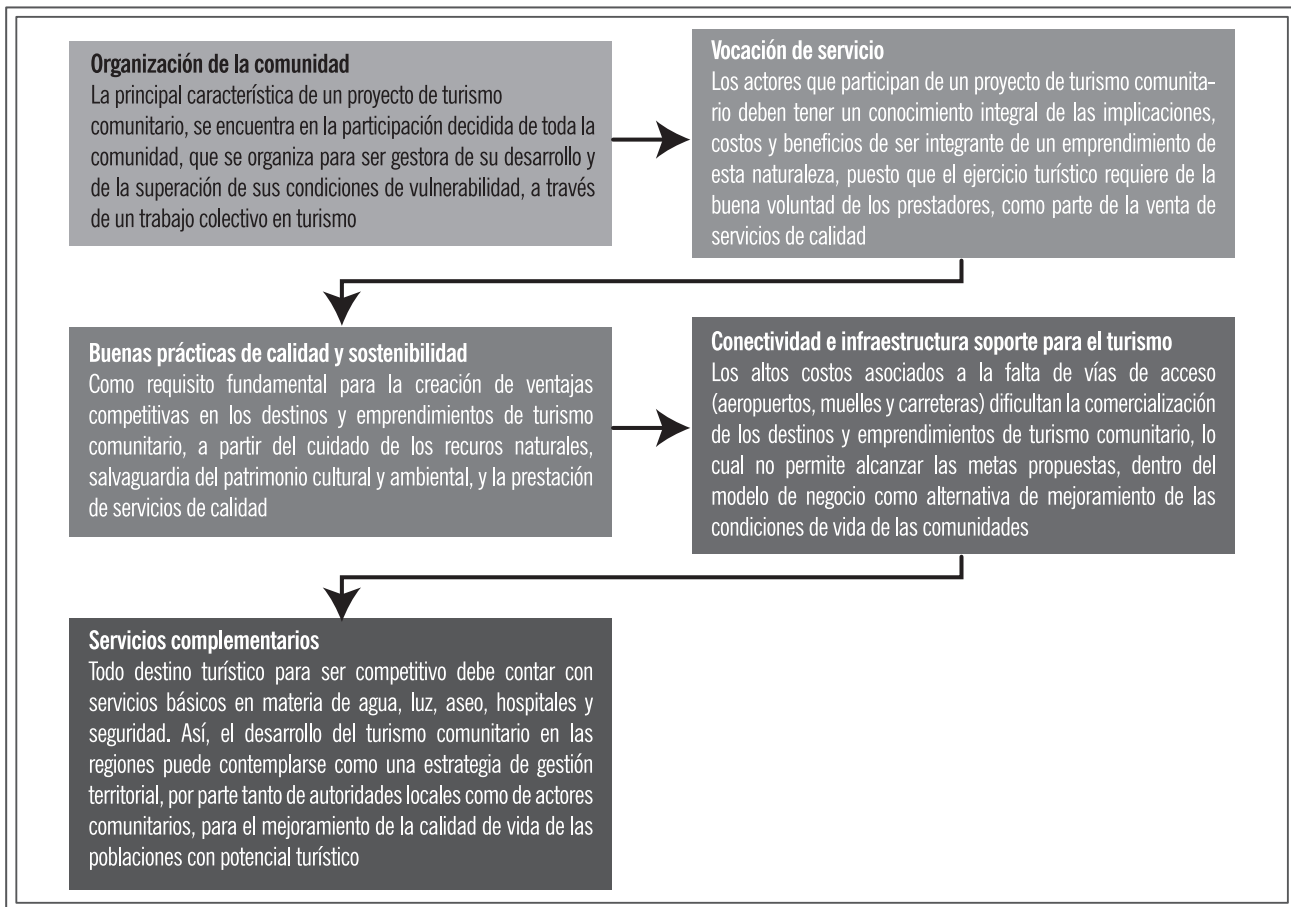 Organización de la comunidad
La principal característica de un proyecto de turismo
comunitario, se encuentra en la participación decidida de toda la
comunidad, que se organiza para ser gestora de su desarrollo y
de la superación de sus condiciones de vulnerabilidad, a través
de un trabajo colectivo en turismo
Vocación de servicio
Los actores que participan de un proyecto de turismo comunita-
rio deben tener un conocimiento integral de las implicaciones,
costos y beneficios de ser integrante de un emprendimiento de
esta naturaleza, puesto que el ejercicio turístico requiere de la
buena voluntad de los prestadores, como parte de la venta de
servicios de calidad
Buenas prácticas de calidad y sostenibilidad
Como requisito fundamental para la creación de ventajas
competitivas en los destinos y emprendimientos de turismo
comunitario, a partir del cuidado de los recuros naturales,
salvaguardia del patrimonio cultural y ambiental, y la prestación
de servicios de calidad
Conectividad e infraestructura soporte para el turismo
Los altos costos asociados a la falta de vías de acceso
(aeropuertos, muelles y carreteras) dificultan la comercialización
de los destinos y emprendimientos de turismo comunitario, lo
cual no permite alcanzar las metas propuestas, dentro del
modelo de negocio como alternativa de mejoramiento de las
condiciones de vida de las comunidades
Servicios complementarios
Todo destino turístico para ser competitivo debe contar con
servicios básicos en materia de agua, luz, aseo, hospitales y
seguridad. Así, el desarrollo del turismo comunitario en las
regiones puede contemplarse como una estrategia de gestión
territorial, por parte tanto de autoridades locales como de actores
comunitarios, para el mejoramiento de la calidad de vida de las
poblaciones con potencial turístico